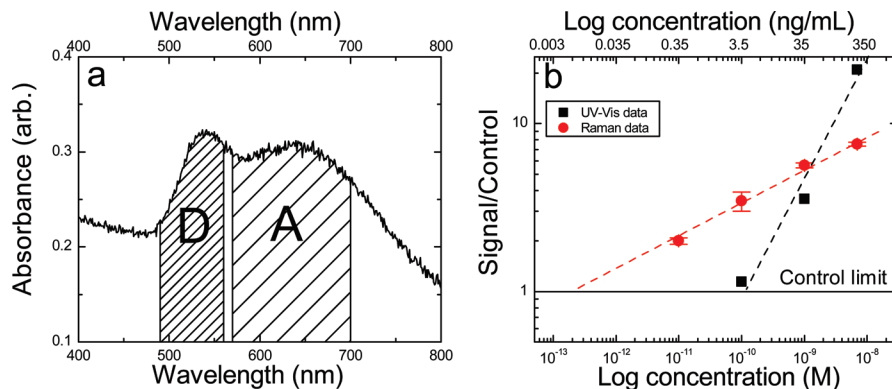 Wavelength (nm)
400 500 600 700 800
a
0.4
0.3
0.2
0.1
Absorbance (arb.)
D
A
400 500 600 700 800
Wavelength (nm)
Log concentration (ng/mL)
0.003 0.035 0.35 3.5 35 350
b
UV-Vis data
Raman data
10
1
Signal/Control
Control limit
10⁻¹³ 10⁻¹² 10⁻¹¹ 10⁻¹⁰ 10⁻⁹ 10⁻⁸
Log concentration (M)